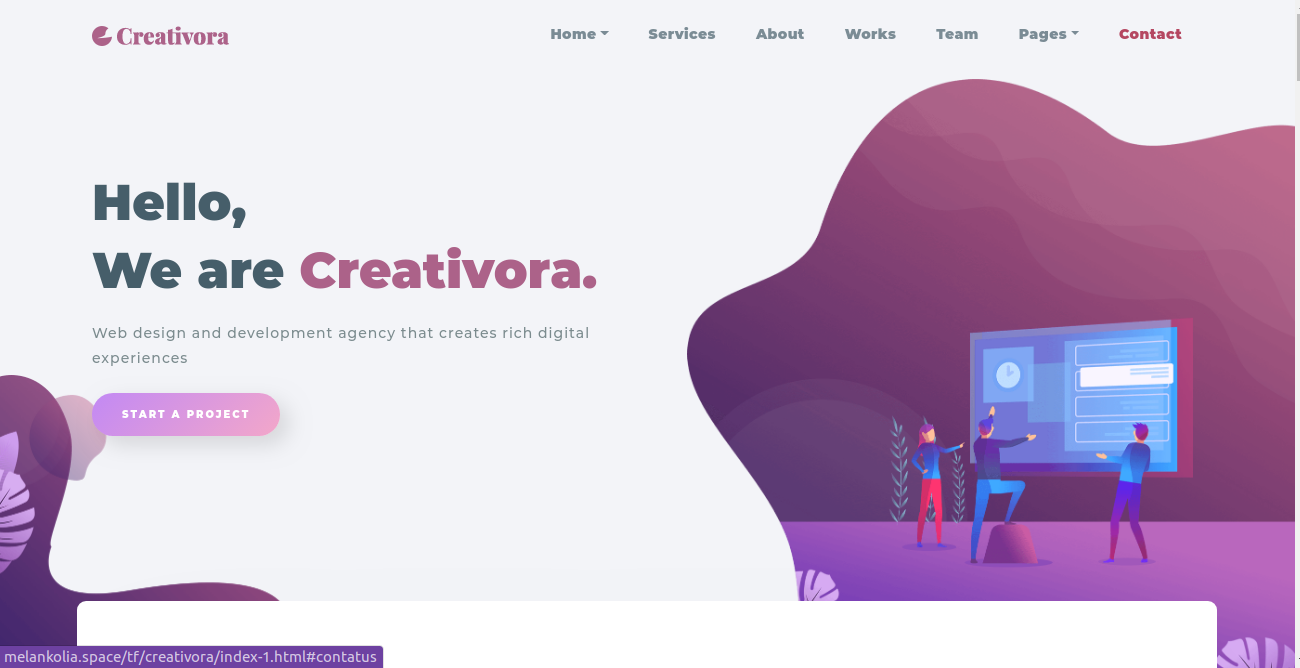 Creativora
Home Services About Works Team Pages Contact
Hello,
We are Creativora.
Web design and development agency that creates rich digital
experiences
START A PROJECT
melankolia.space/tf/creativora/index-1.html#contatus